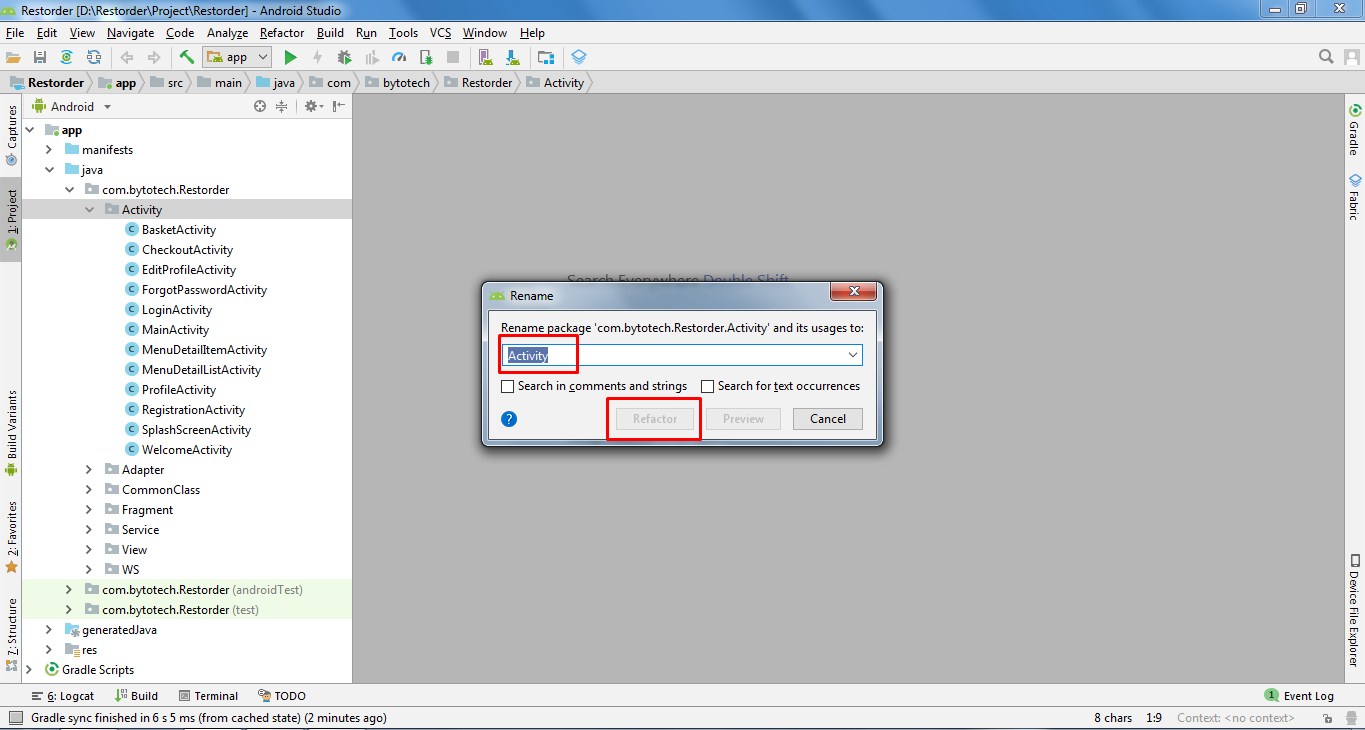 Restorder [D:\Restorder\Project\Restorder] - Android Studio
File Edit View Navigate Code Analyze Refactor Build Run Tools VCS Window Help
app
Restorder app src main java com bytotech Restorder Activity
Captures
1: Project
Build Variants
2: Favorites
7: Structure
Android
app
manifests
java
com.bytotech.Restorder
Activity
BasketActivity
CheckoutActivity
EditProfileActivity
ForgotPasswordActivity
LoginActivity
MainActivity
MenuDetailItemActivity
MenuDetailListActivity
ProfileActivity
RegistrationActivity
SplashScreenActivity
WelcomeActivity
Adapter
CommonClass
Fragment
Service
View
WS
com.bytotech.Restorder (androidTest)
com.bytotech.Restorder (test)
generatedJava
res
Gradle Scripts
Search Everywhere Double Shift
Rename
Rename package 'com.bytotech.Restorder.Activity' and its usages to:
Activity
Search in comments and strings Search for text occurrences
?
Refactor Preview Cancel
Gradle
Fabric
Device File Explorer
6: Logcat Build Terminal TODO
1 Event Log
Gradle sync finished in 6 s 5 ms (from cached state) (2 minutes ago)
8 chars 1:9 Context: <no context>